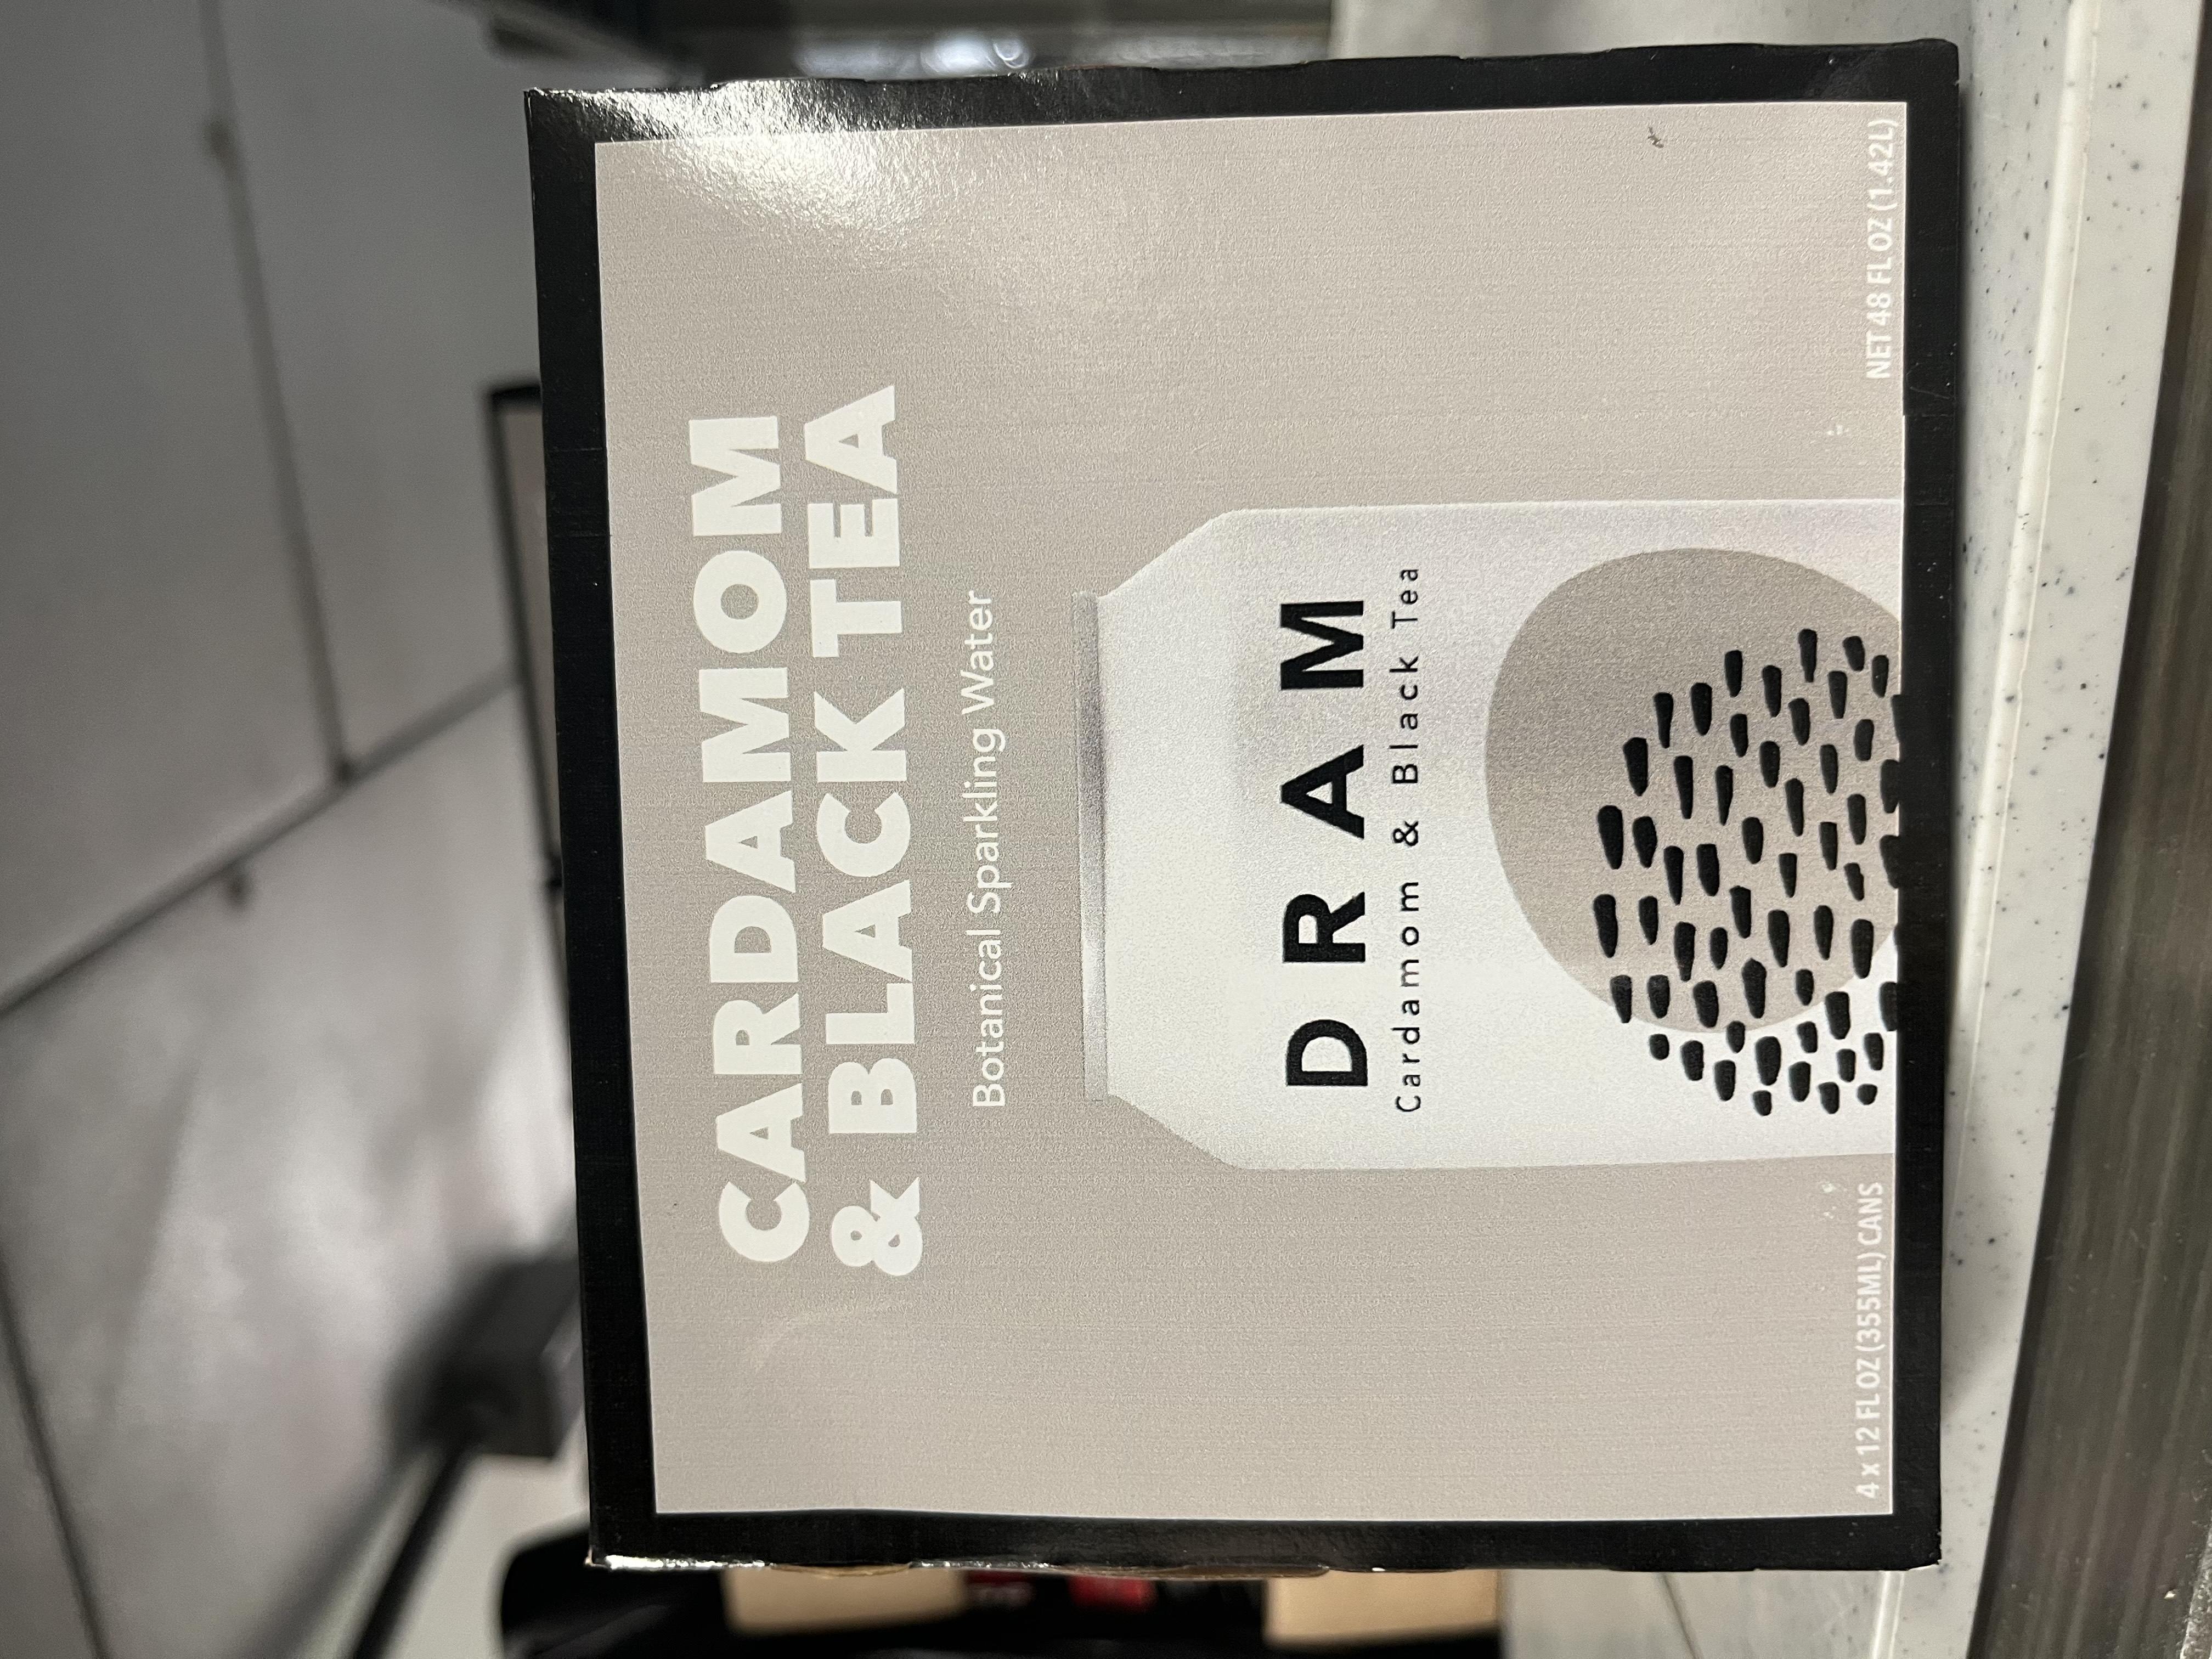 CARDAMOM
& BLACK TEA
Botanical Sparkling Water
DRAM
Cardamom & Black Tea
4 x 12 FL OZ (355ML) CANS
NET 48 FL OZ (1.42L)